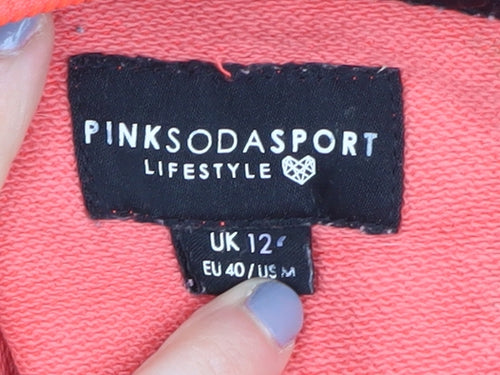 PINKSODASPORT
LIFESTYLE
UK 12
EU 40/US M